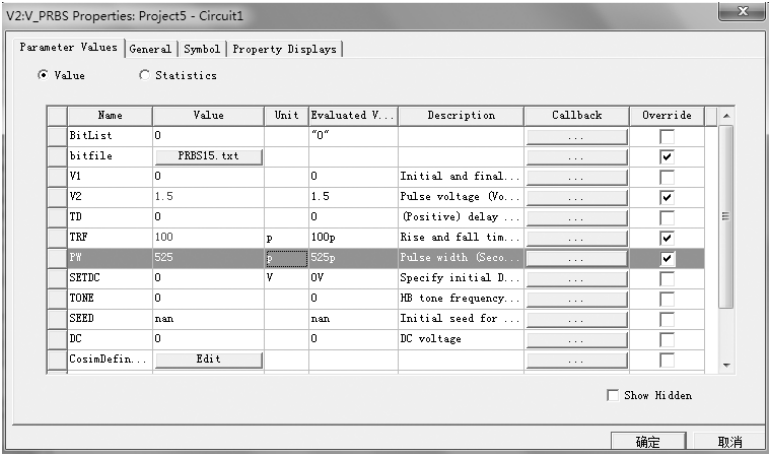 V2:V_PRBS Properties: Project5 - Circuit1
Parameter Values General Symbol Property Displays
Value Statistics
Name Value Unit Evaluated V... Description Callback Override
BitList 0 "0" ...
bitfile PRBS15.txt ...
V1 0 0 Initial and final... ...
V2 1.5 1.5 Pulse voltage (Vo... ...
TD 0 0 (Positive) delay ... ...
TRF 100 p 100p Rise and fall tim... ...
PW 525 p 525p Pulse width (Seco... ...
SETDC 0 V 0V Specify initial D... ...
TONE 0 0 HB tone frequency... ...
SEED nan nan Initial seed for ... ...
DC 0 0 DC voltage ...
CosimDefin... Edit ...
Show Hidden
确定 取消